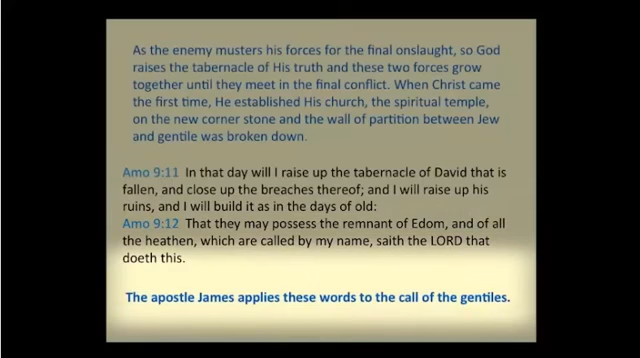 As the enemy musters his forces for the final onslaught, so God
raises the tabernacle of His truth and these two forces grow
together until they meet in the final conflict. When Christ came
the first time, He established His church, the spiritual temple,
on the new corner stone and the wall of partition between Jew
and gentile was broken down.
Amo 9:11 In that day will I raise up the tabernacle of David that is
fallen, and close up the breaches thereof; and I will raise up his
ruins, and I will build it as in the days of old:
Amo 9:12 That they may possess the remnant of Edom, and of all
the heathen, which are called by my name, saith the LORD that
doeth this.
The apostle James applies these words to the call of the gentiles.